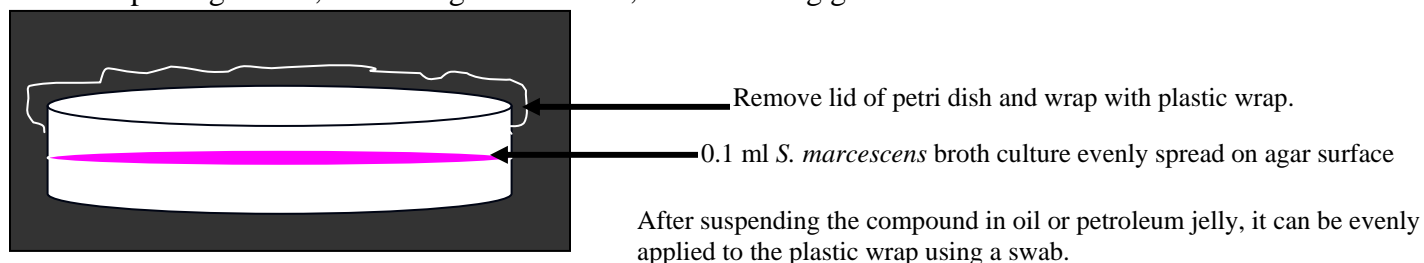 Remove lid of petri dish and wrap with plastic wrap.
0.1 ml S. marcescens broth culture evenly spread on agar surface
After suspending the compound in oil or petroleum jelly, it can be evenly
applied to the plastic wrap using a swab.